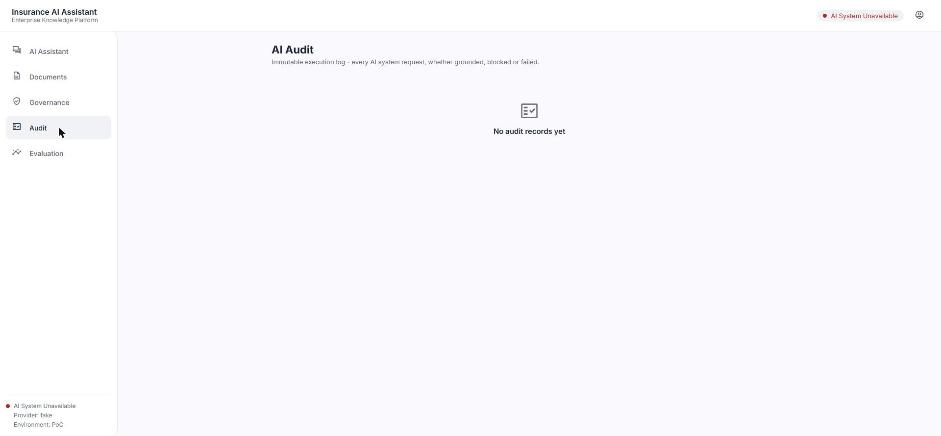 Insurance AI Assistant
Enterprise Knowledge Platform
AI System Unavailable
AI Assistant
Documents
Governance
Audit
Evaluation
AI Audit
Immutable execution log - every AI system request, whether grounded, blocked or failed.
No audit records yet
AI System Unavailable
Provider: fake
Environment: PoC